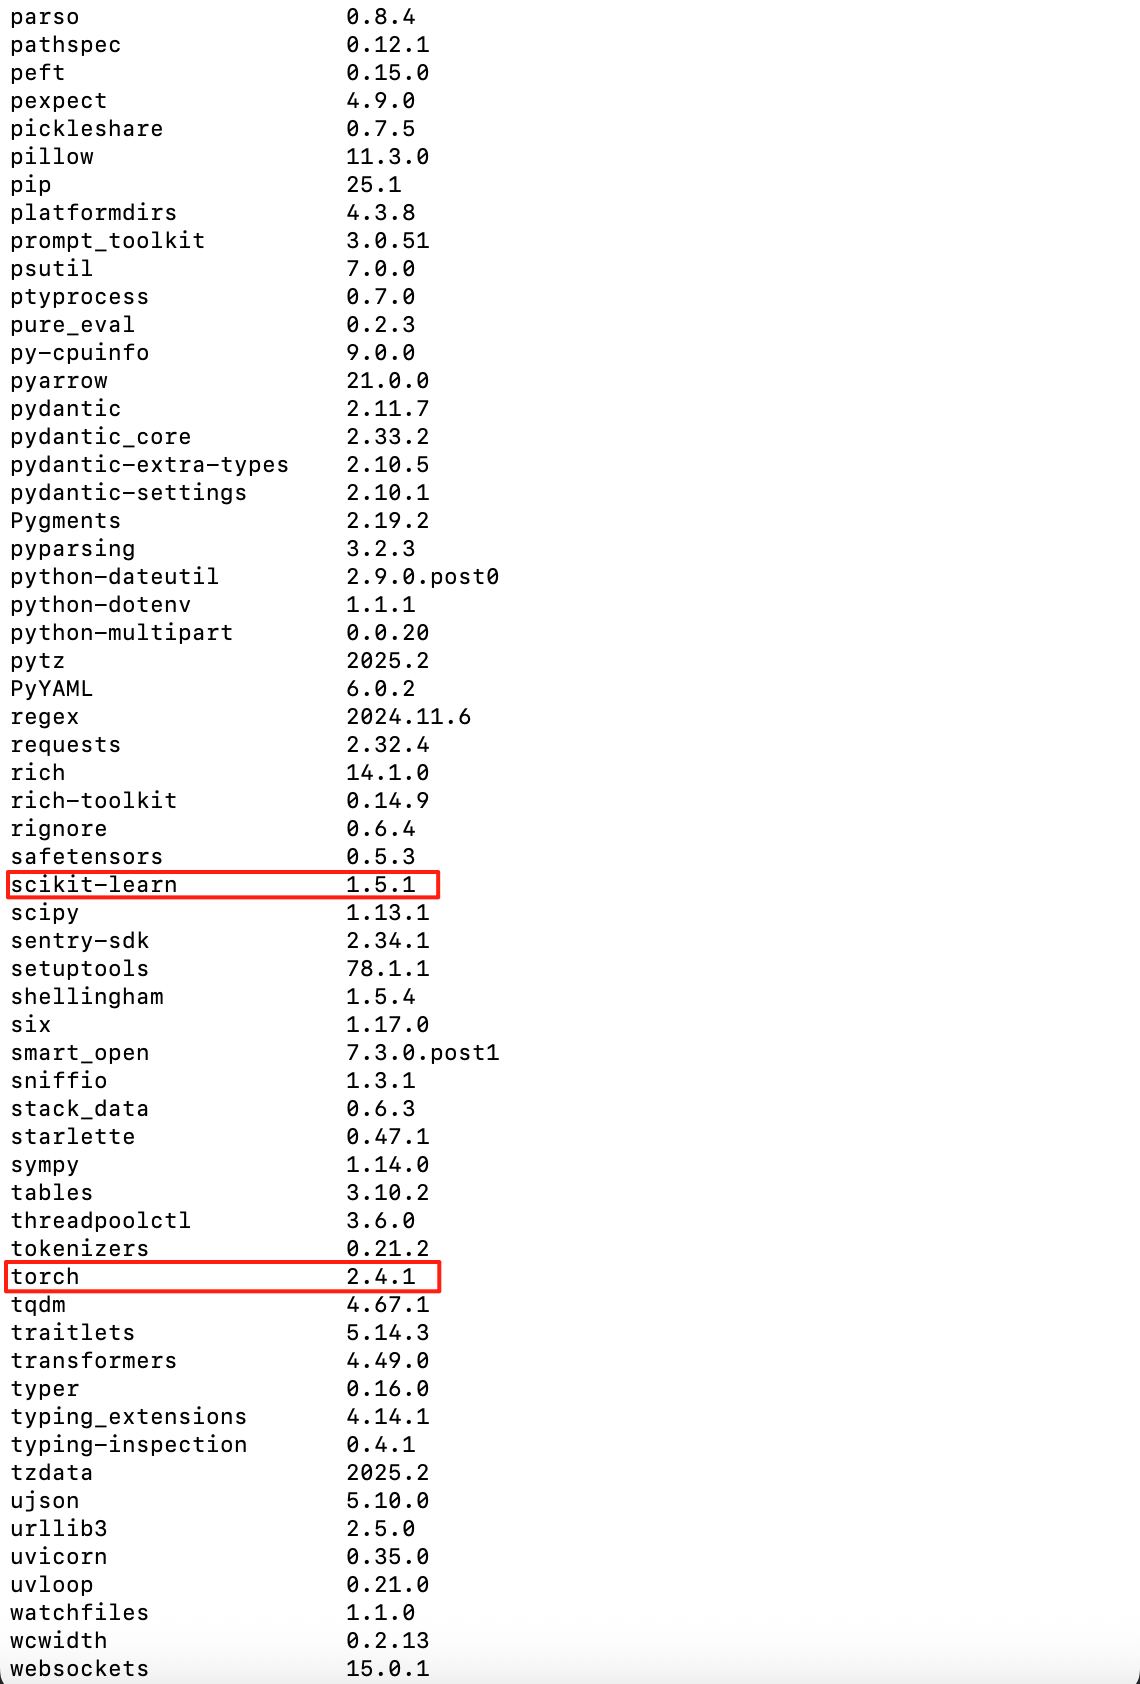 parso 0.8.4
pathspec 0.12.1
peft 0.15.0
pexpect 4.9.0
pickleshare 0.7.5
pillow 11.3.0
pip 25.1
platformdirs 4.3.8
prompt_toolkit 3.0.51
psutil 7.0.0
ptyprocess 0.7.0
pure_eval 0.2.3
py-cpuinfo 9.0.0
pyarrow 21.0.0
pydantic 2.11.7
pydantic_core 2.33.2
pydantic-extra-types 2.10.5
pydantic-settings 2.10.1
Pygments 2.19.2
pyparsing 3.2.3
python-dateutil 2.9.0.post0
python-dotenv 1.1.1
python-multipart 0.0.20
pytz 2025.2
PyYAML 6.0.2
regex 2024.11.6
requests 2.32.4
rich 14.1.0
rich-toolkit 0.14.9
rignore 0.6.4
safetensors 0.5.3
scikit-learn 1.5.1
scipy 1.13.1
sentry-sdk 2.34.1
setuptools 78.1.1
shellingham 1.5.4
six 1.17.0
smart_open 7.3.0.post1
sniffio 1.3.1
stack_data 0.6.3
starlette 0.47.1
sympy 1.14.0
tables 3.10.2
threadpoolctl 3.6.0
tokenizers 0.21.2
torch 2.4.1
tqdm 4.67.1
traitlets 5.14.3
transformers 4.49.0
typer 0.16.0
typing_extensions 4.14.1
typing-inspection 0.4.1
tzdata 2025.2
ujson 5.10.0
urllib3 2.5.0
uvicorn 0.35.0
uvloop 0.21.0
watchfiles 1.1.0
wcwidth 0.2.13
websockets 15.0.1